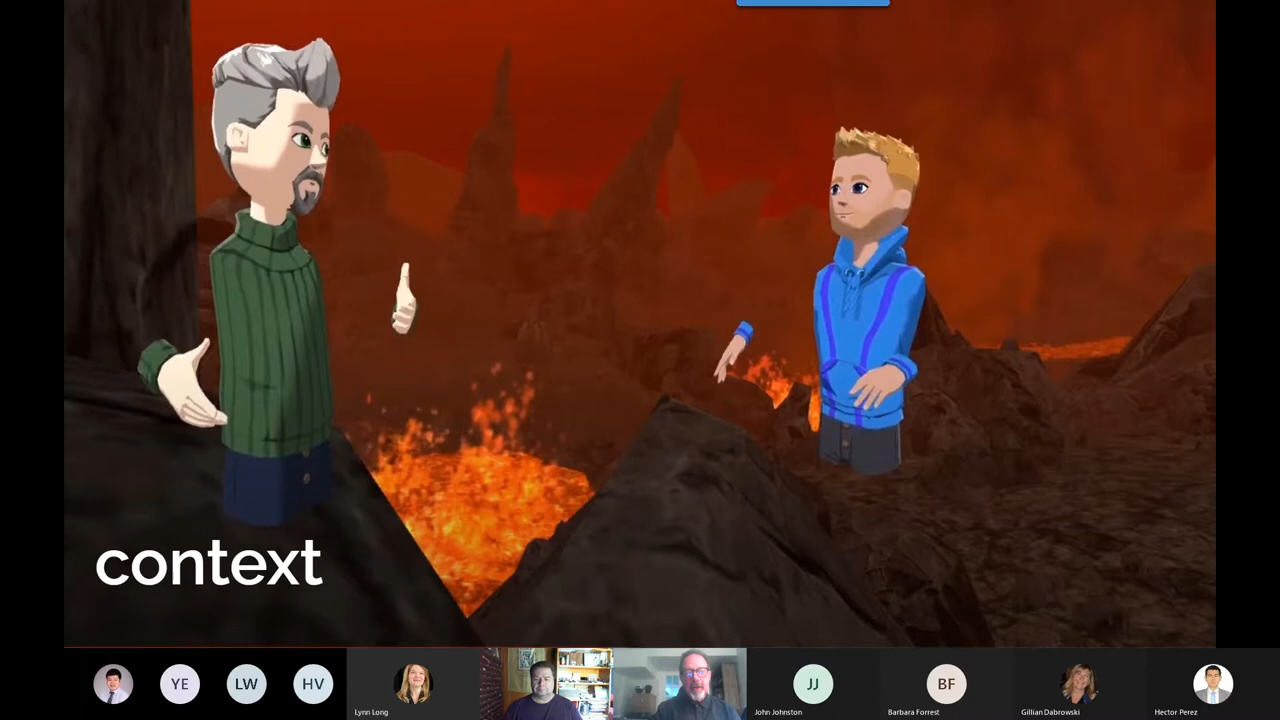 context
YE
LW
HV
JJ
BF
Lynn Long
John Johnston
Barbara Forrest
Gillian Dabrowski
Hector Perez